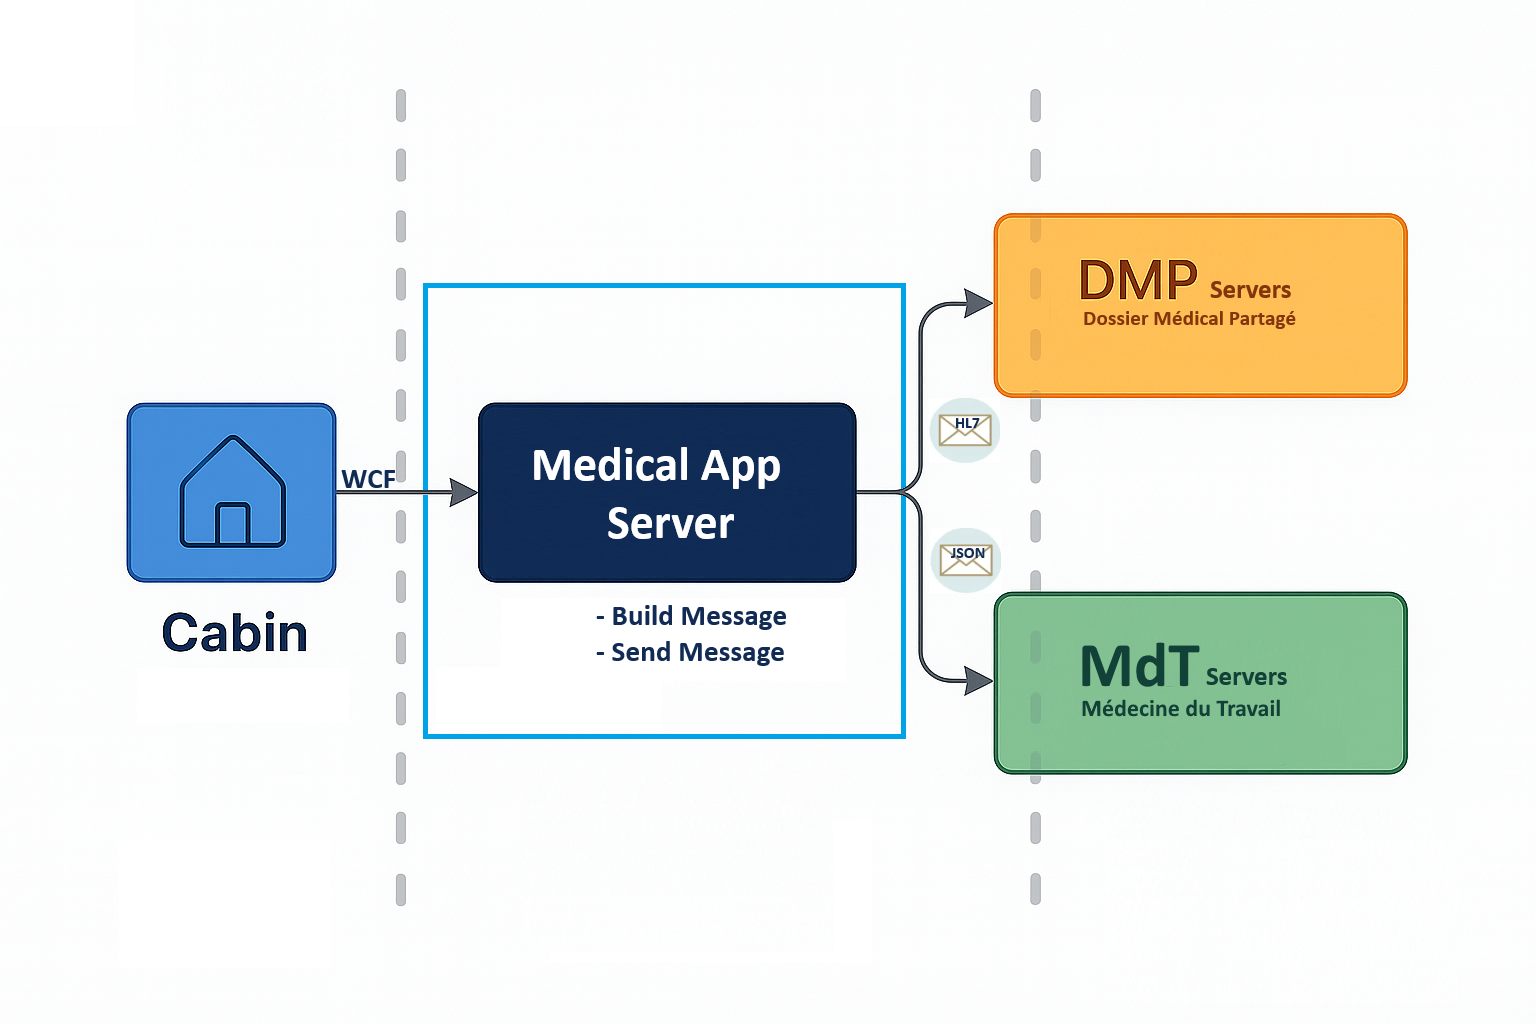 WCF
Cabin
Medical App
Server
- Build Message
- Send Message
HL7
JSON
DMP Servers
Dossier Médical Partagé
MdT Servers
Médecine du Travail